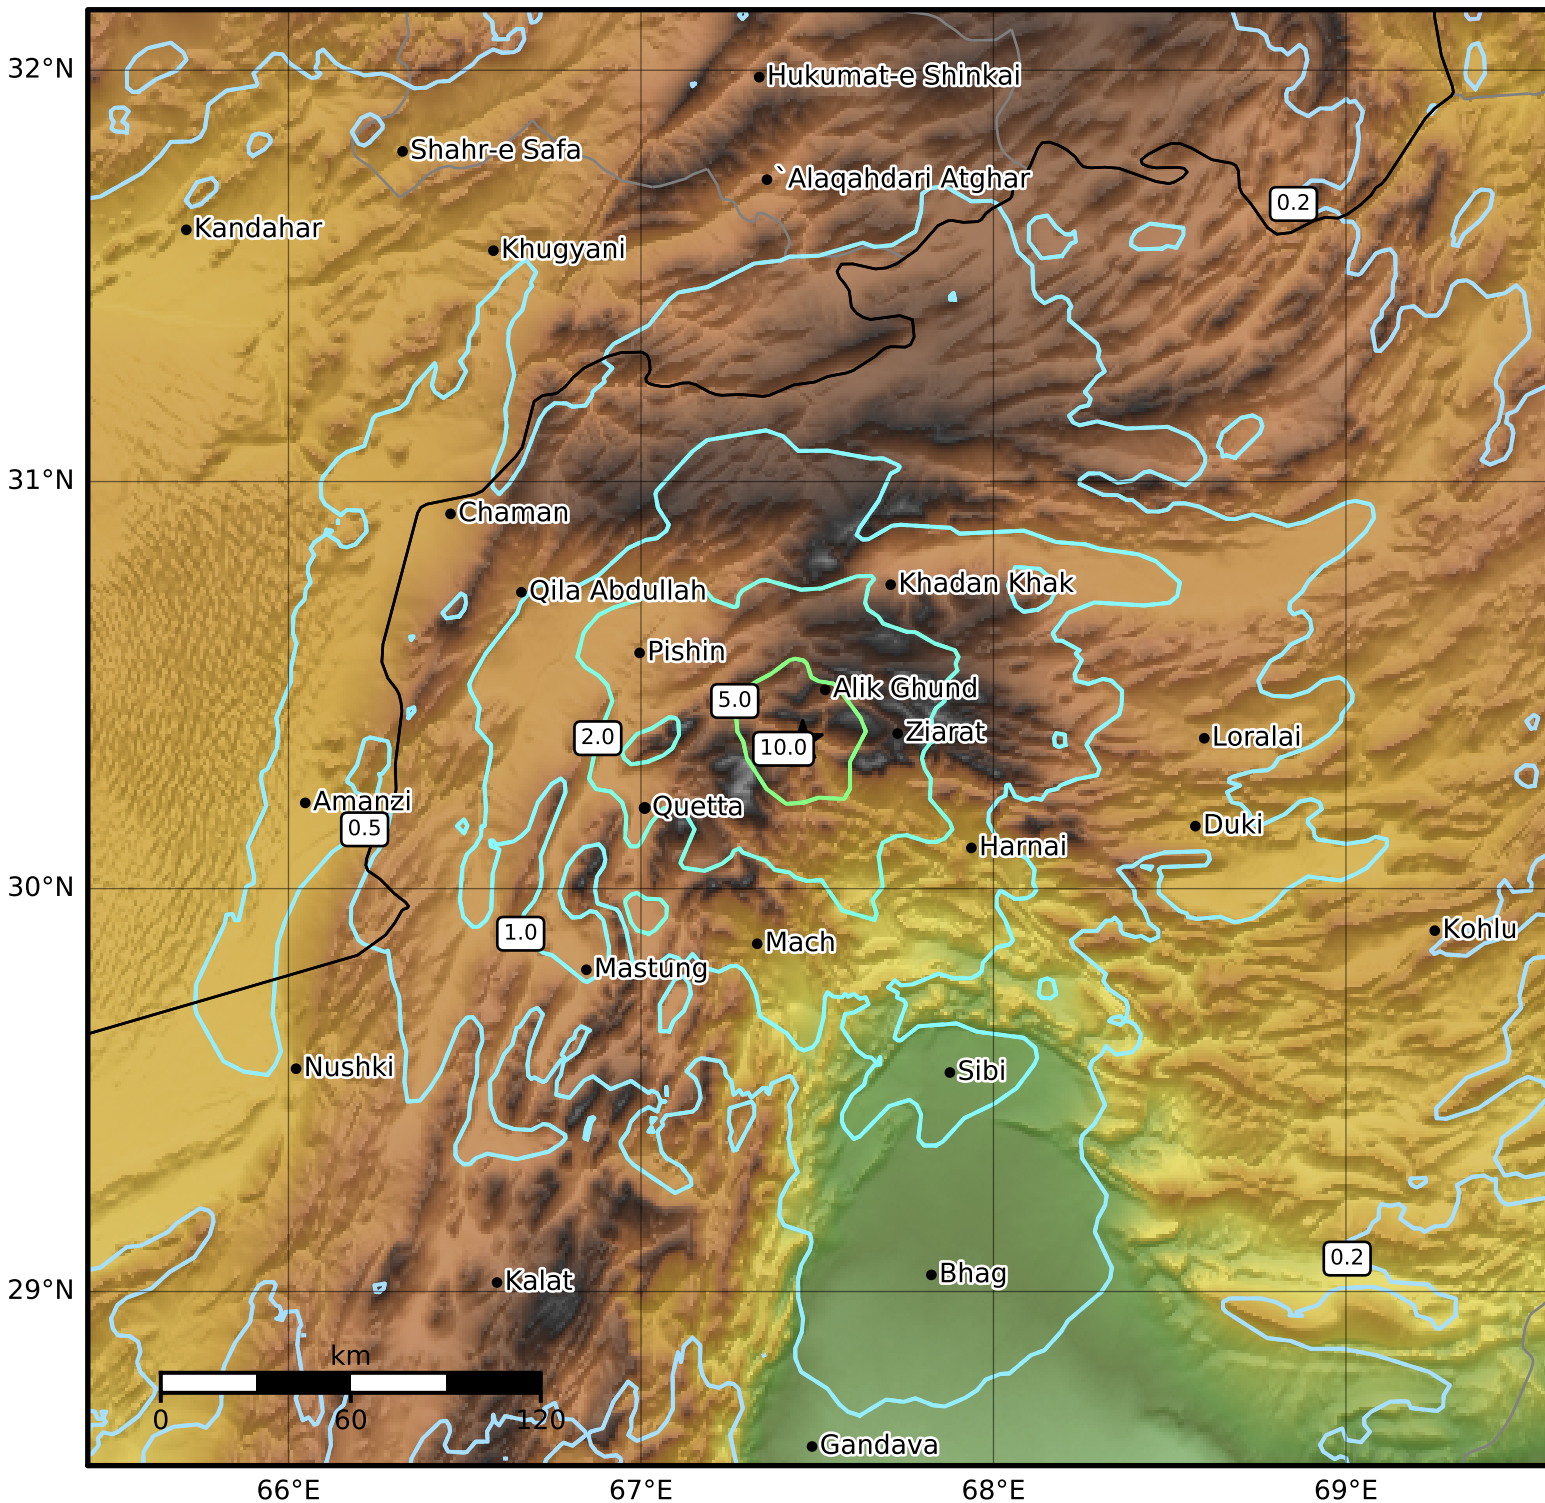 32°N
Hukumat-e Shinkai
Shahr-e Safa
`Alaqahdari Atghar
0.2
Kandahar
Khugyani
31°N
Chaman
Qila Abdullah
Khadan Khak
Pishin
Alik Ghund
5.0
2.0
10.0
Ziarat
Loralai
Amanzi
Quetta
0.5
Duki
Harnai
30°N
1.0
Mach
Kohlu
Mastung
Nushki
Sibi
0.2
29°N
Kalat
Bhag
km
0 60 120
Gandava
66°E 67°E 68°E 69°E